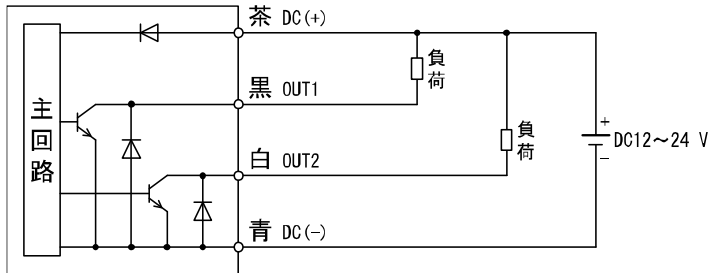 茶 DC(+)
負荷
黒 OUT1
主回路
+
負荷
DC12～24 V
白 OUT2
−
青 DC(−)